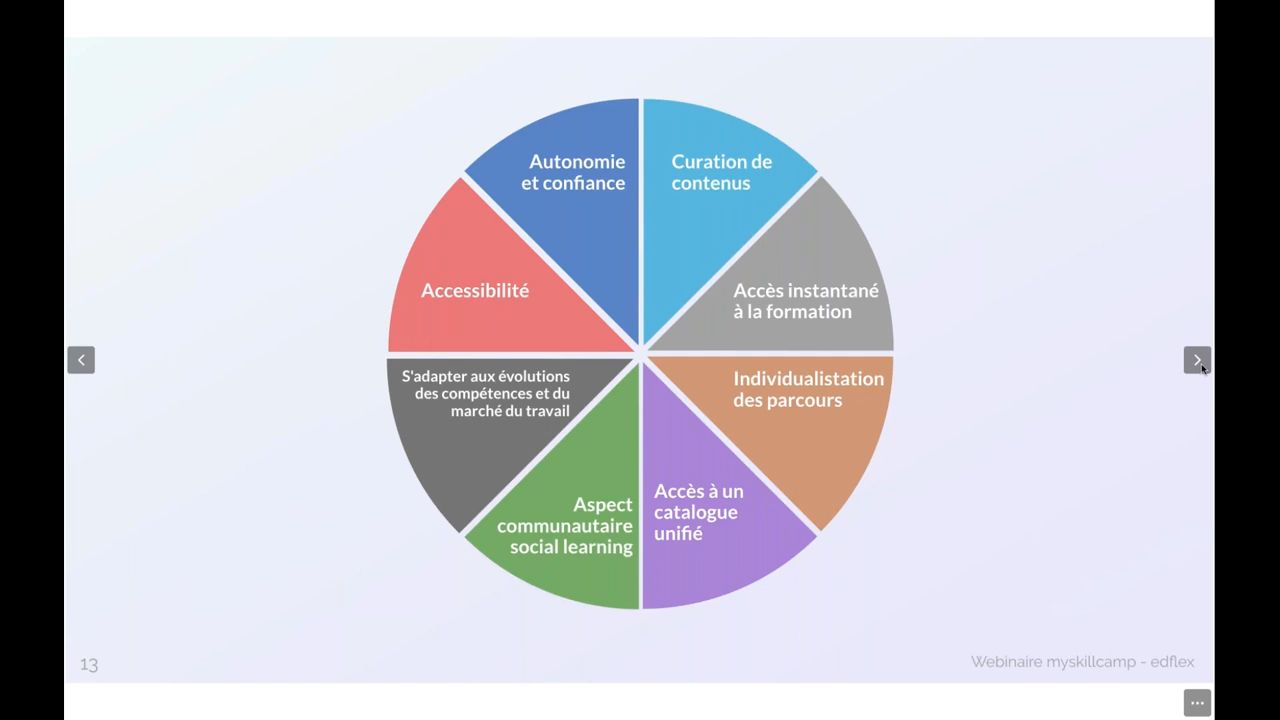 Autonomie
et confiance
Curation de
contenus
Accessibilité
Accès instantané
à la formation
S'adapter aux évolutions
des compétences et du
marché du travail
Individualistation
des parcours
Aspect
communautaire
social learning
Accès à un
catalogue
unifié
13
Webinaire myskillcamp - edflex